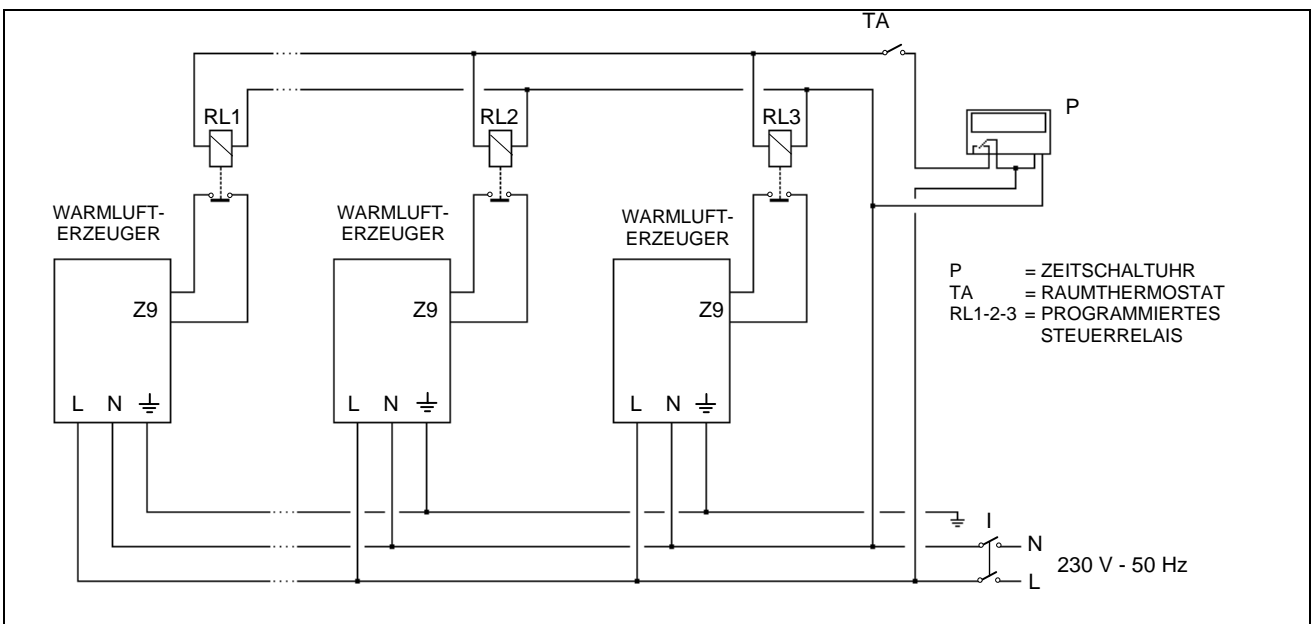 TA
P
RL1
RL2
RL3
WARMLUFT-
ERZEUGER
WARMLUFT-
ERZEUGER
WARMLUFT-
ERZEUGER
Z9
Z9
Z9
P = ZEITSCHALTUHR
TA = RAUMTHERMOSTAT
RL1-2-3 = PROGRAMMIERTES
STEUERRELAIS
L N
L N
L N
I
N
230 V - 50 Hz
L